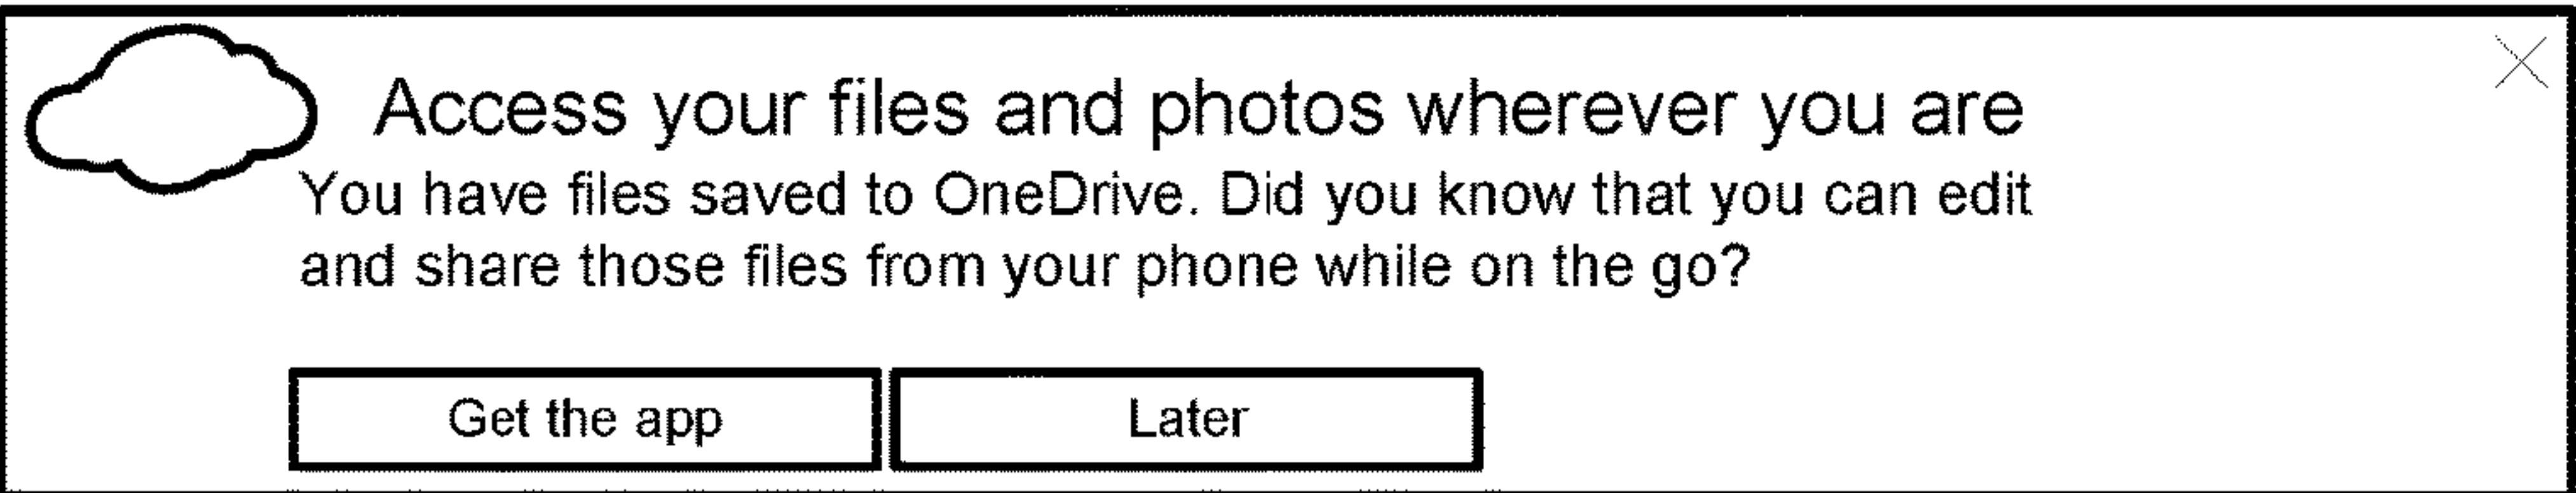 Access your files and photos wherever you are
You have files saved to OneDrive. Did you know that you can edit
and share those files from your phone while on the go?
Get the app
Later